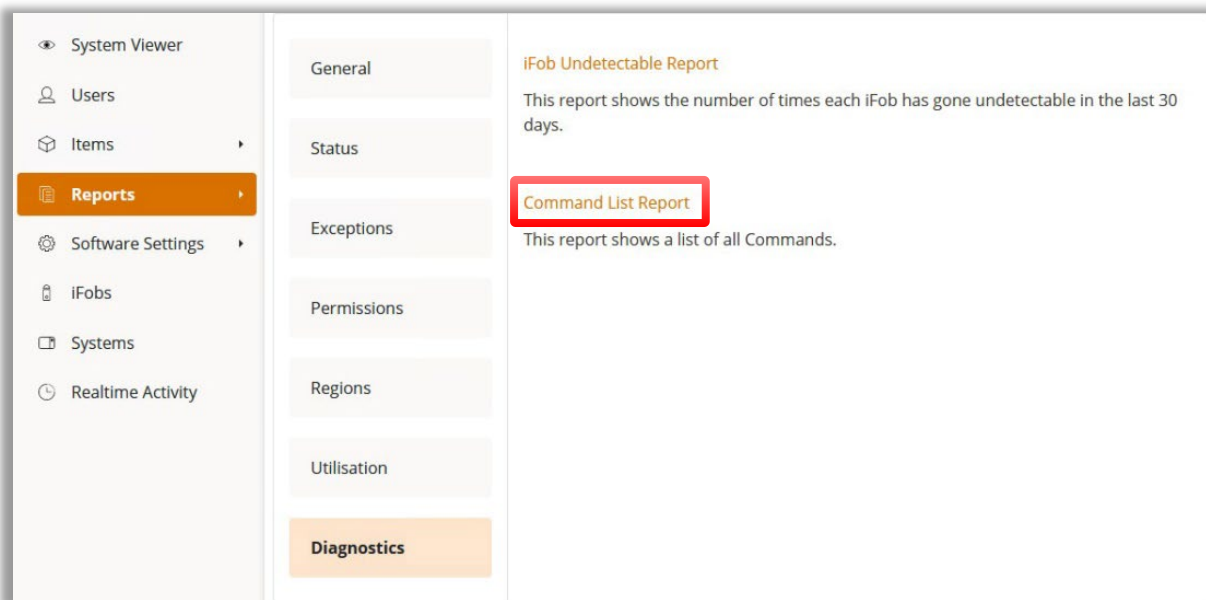 System Viewer
Users
Items
Reports
Software Settings
iFobs
Systems
Realtime Activity
General
Status
Exceptions
Permissions
Regions
Utilisation
Diagnostics
iFob Undetectable Report
This report shows the number of times each iFob has gone undetectable in the last 30
days.
Command List Report
This report shows a list of all Commands.